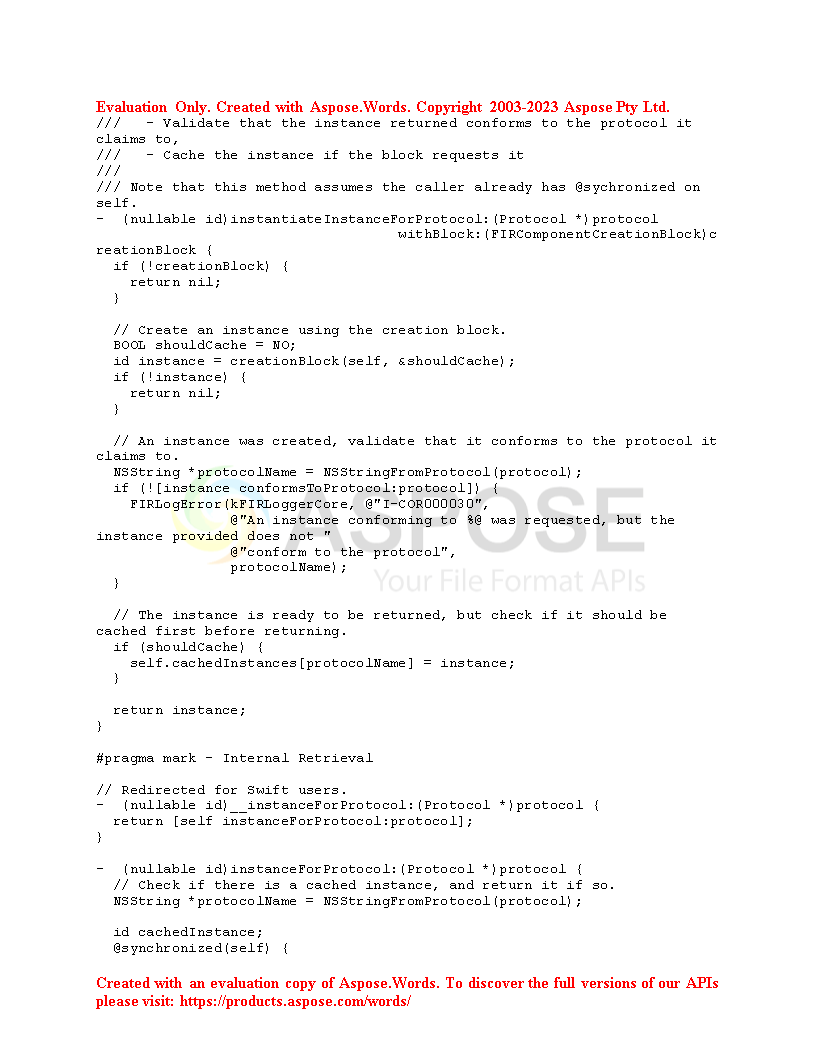 Evaluation Only. Created with Aspose.Words. Copyright 2003-2023 Aspose Pty Ltd.
///   - Validate that the instance returned conforms to the protocol it
claims to,
///   - Cache the instance if the block requests it
///
/// Note that this method assumes the caller already has @sychronized on
self.
-  (nullable id)instantiateInstanceForProtocol:(Protocol *)protocol
                                    withBlock:(FIRComponentCreationBlock)c
reationBlock {
  if (!creationBlock) {
    return nil;
  }

  // Create an instance using the creation block.
  BOOL shouldCache = NO;
  id instance = creationBlock(self, &shouldCache);
  if (!instance) {
    return nil;
  }

  // An instance was created, validate that it conforms to the protocol it
claims to.
  NSString *protocolName = NSStringFromProtocol(protocol);
  if (![instance conformsToProtocol:protocol]) {
    FIRLogError(kFIRLoggerCore, @"I-COR000030",
                @"An instance conforming to %@ was requested, but the
instance provided does not "
                @"conform to the protocol",
                protocolName);
  }
ASPOSE
Your File Format APIs

  // The instance is ready to be returned, but check if it should be
cached first before returning.
  if (shouldCache) {
    self.cachedInstances[protocolName] = instance;
  }

  return instance;
}

#pragma mark - Internal Retrieval

// Redirected for Swift users.
-  (nullable id)__instanceForProtocol:(Protocol *)protocol {
  return [self instanceForProtocol:protocol];
}

-  (nullable id)instanceForProtocol:(Protocol *)protocol {
  // Check if there is a cached instance, and return it if so.
  NSString *protocolName = NSStringFromProtocol(protocol);

  id cachedInstance;
  @synchronized(self) {

Created with an evaluation copy of Aspose.Words. To discover the full versions of our APIs
please visit: https://products.aspose.com/words/